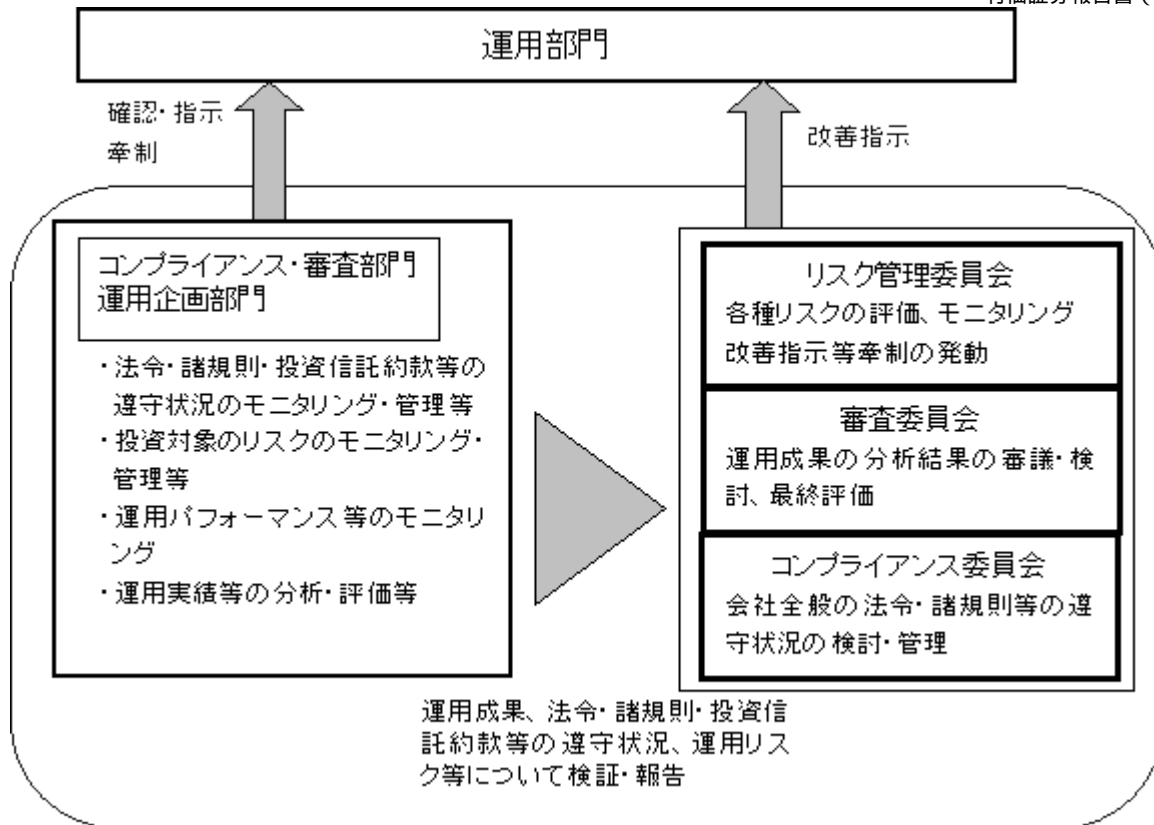 運用部門
確認・指示
牽制
改善指示
コンプライアンス・審査部門
運用企画部門
・法令・諸規則・投資信託約款等の
遵守状況のモニタリング・管理等
・投資対象のリスクのモニタリング・
管理等
・運用パフォーマンス等のモニタリ
ング
・運用実績等の分析・評価等
リスク管理委員会
各種リスクの評価、モニタリング
改善指示等牽制の発動
審査委員会
運用成果の分析結果の審議・検
討、最終評価
コンプライアンス委員会
会社全般の法令・諸規則等の遵
守状況の検討・管理
運用成果、法令・諸規則・投資信
託約款等の遵守状況、運用リス
ク等について検証・報告